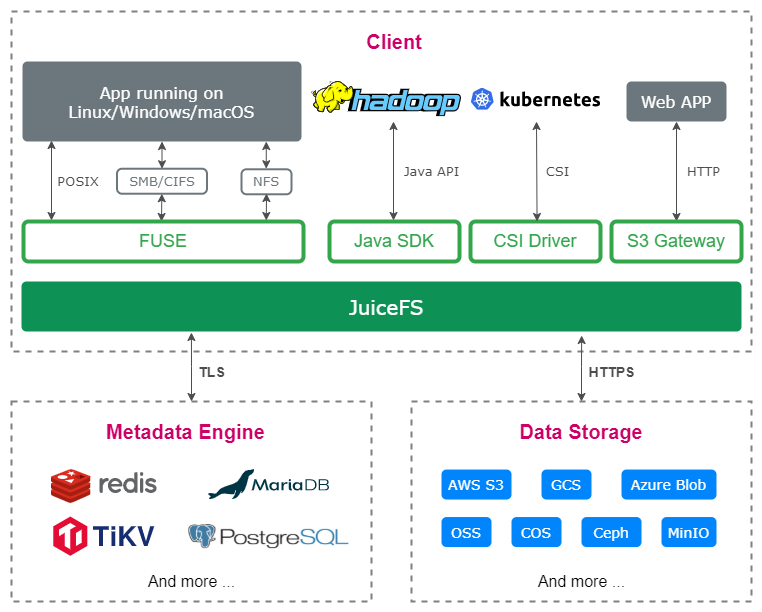 Client
App running on
Linux/Windows/macOS
hadoop
kubernetes
Web APP
POSIX
SMB/CIFS
NFS
Java API
CSI
HTTP
FUSE
Java SDK
CSI Driver
S3 Gateway
JuiceFS
TLS
HTTPS
Metadata Engine
redis
MariaDB
TiKV
PostgreSQL
And more ...
Data Storage
AWS S3
GCS
Azure Blob
OSS
COS
Ceph
MinIO
And more ...